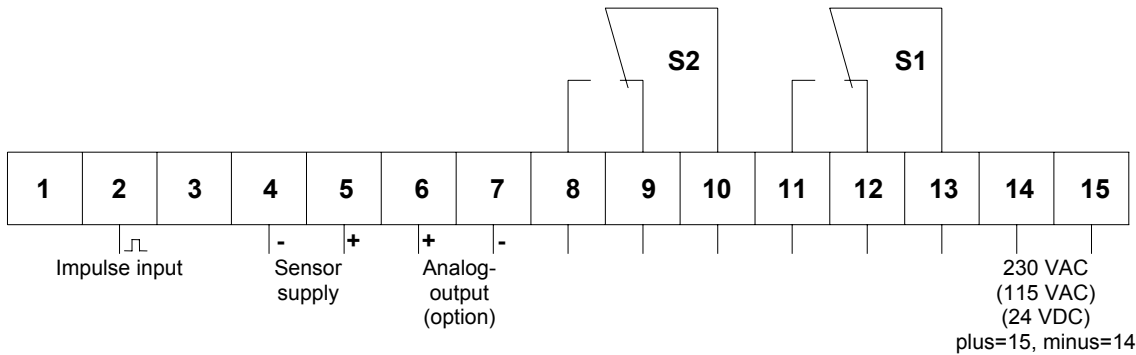 S2 S1
1 2 3 4 5 6 7 8 9 10 11 12 13 14 15
- + + -
Impulse input
Sensor
supply
Analog-
output
(option)
230 VAC
(115 VAC)
(24 VDC)
plus=15, minus=14